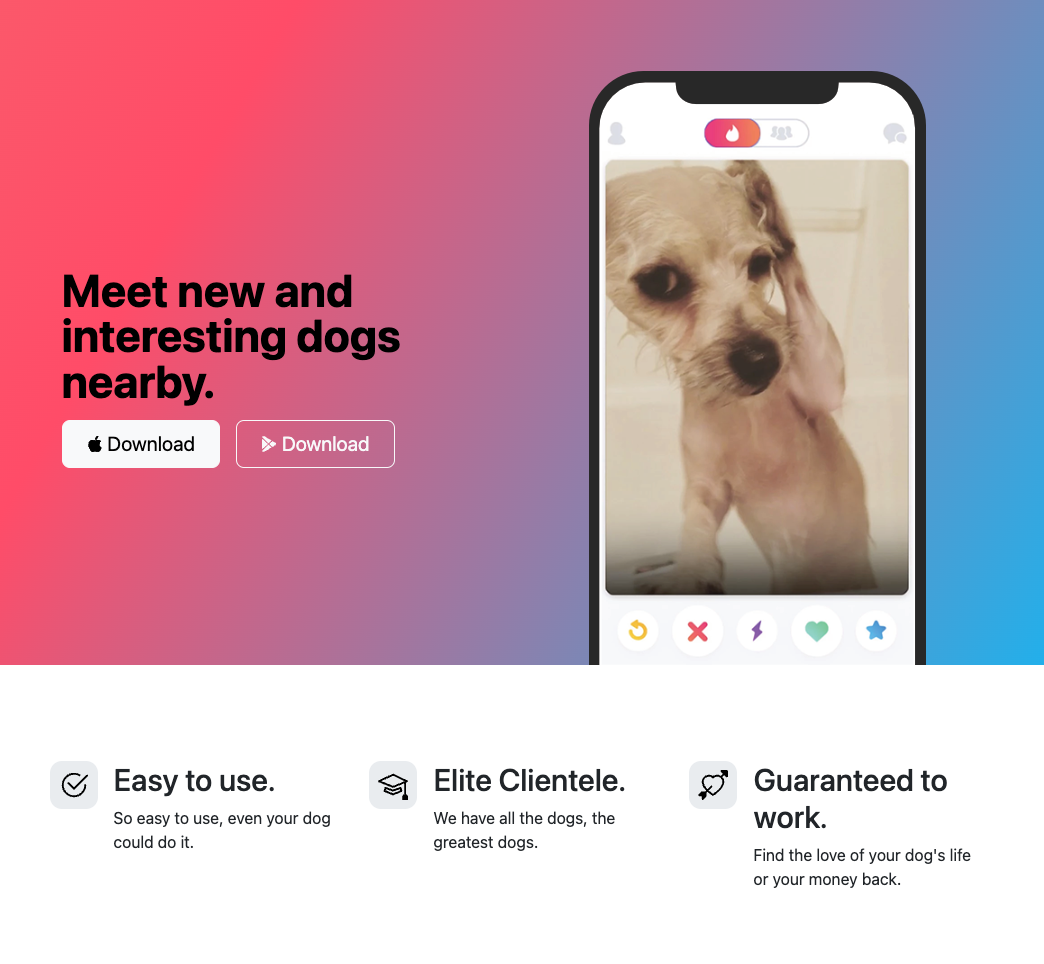 Meet new and
interesting dogs
nearby.
Download
Download
Easy to use.
So easy to use, even your dog
could do it.
Elite Clientele.
We have all the dogs, the
greatest dogs.
Guaranteed to
work.
Find the love of your dog's life
or your money back.